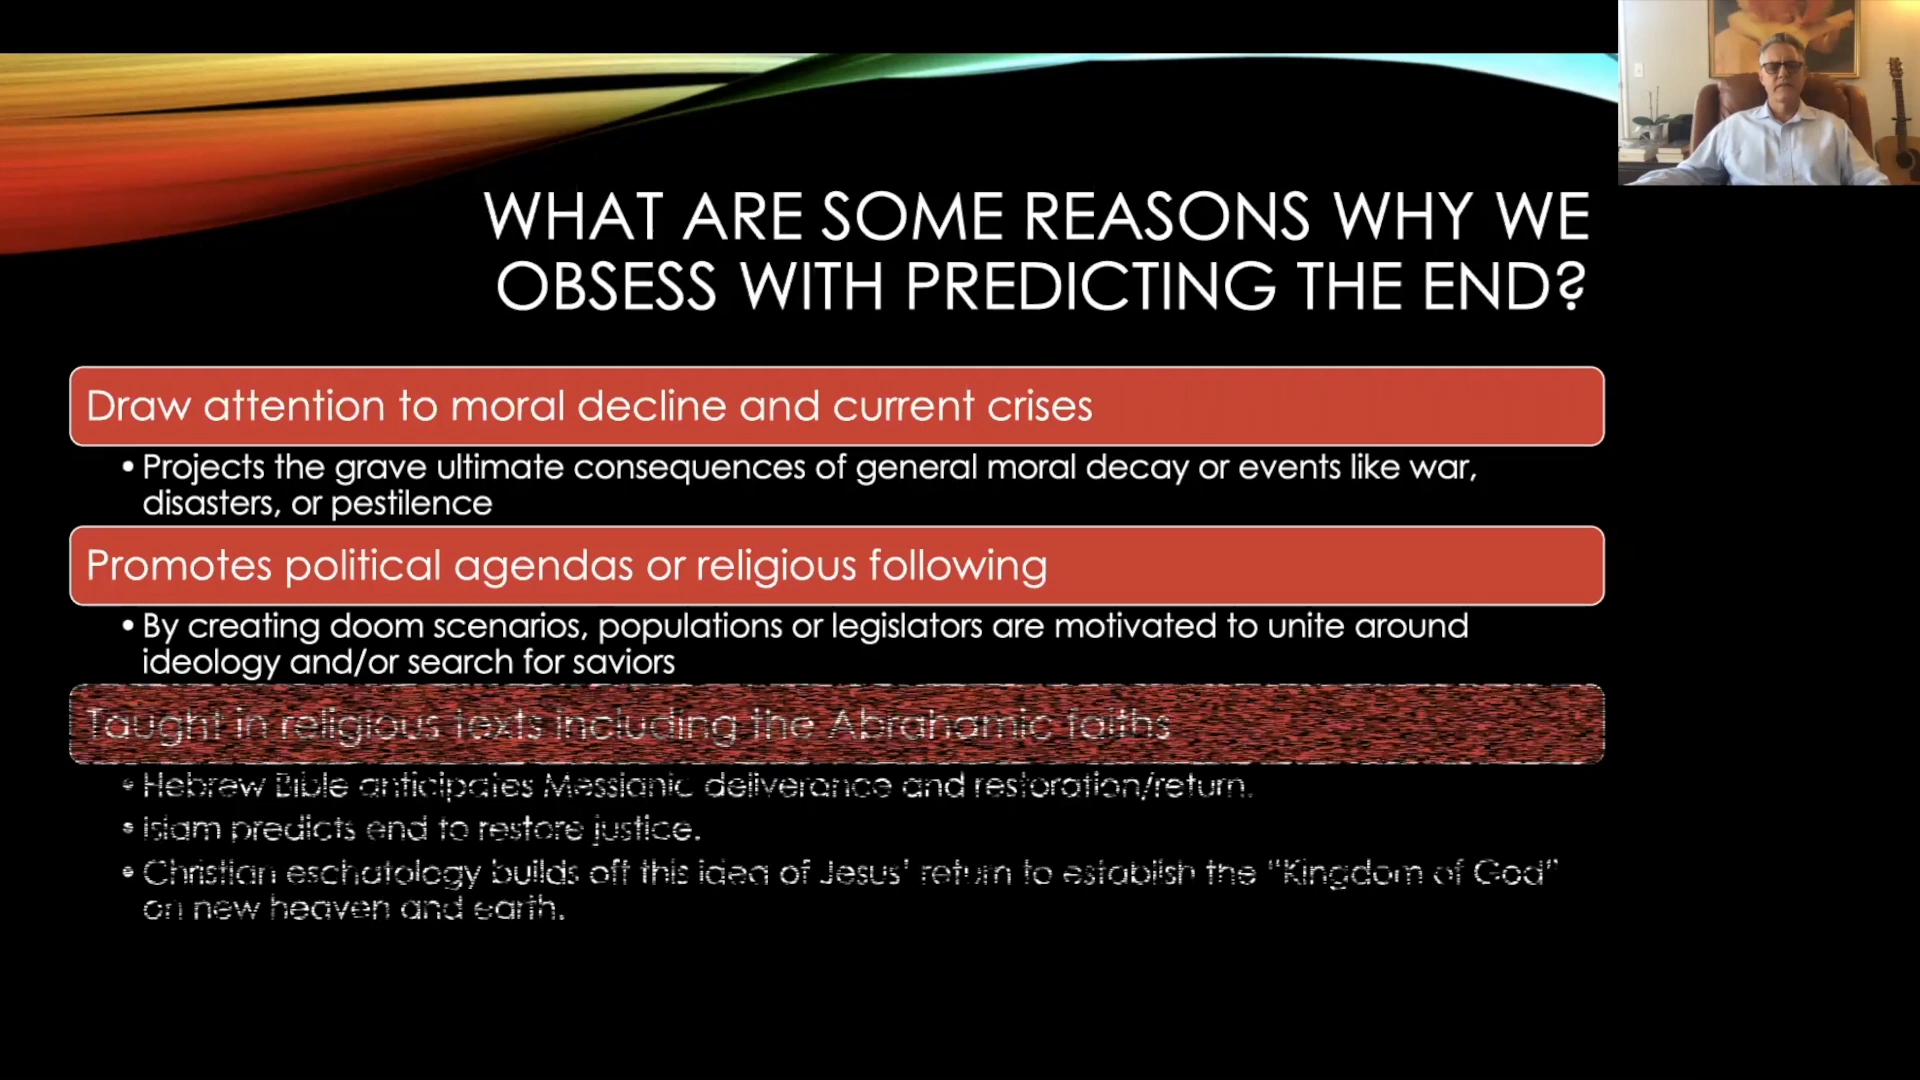 WHAT ARE SOME REASONS WHY WE
OBSESS WITH PREDICTING THE END?
Draw attention to moral decline and current crises
• Projects the grave ultimate consequences of general moral decay or events like war,
disasters, or pestilence
Promotes political agendas or religious following
• By creating doom scenarios, populations or legislators are motivated to unite around
ideology and/or search for saviors
Taught in religious texts including the Abrahamic faiths
• Hebrew Bible anticipates Messianic deliverance and restoration/return.
• Islam predicts end to restore justice.
• Christian eschatology builds off this idea of Jesus' return to establish the "Kingdom of God"
on new heaven and earth.